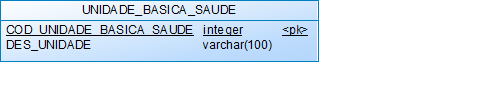 UNIDADE_BASICA_SAUDE
COD_UNIDADE_BASICA_SAUDE integer <pk>
DES_UNIDADE varchar(100)